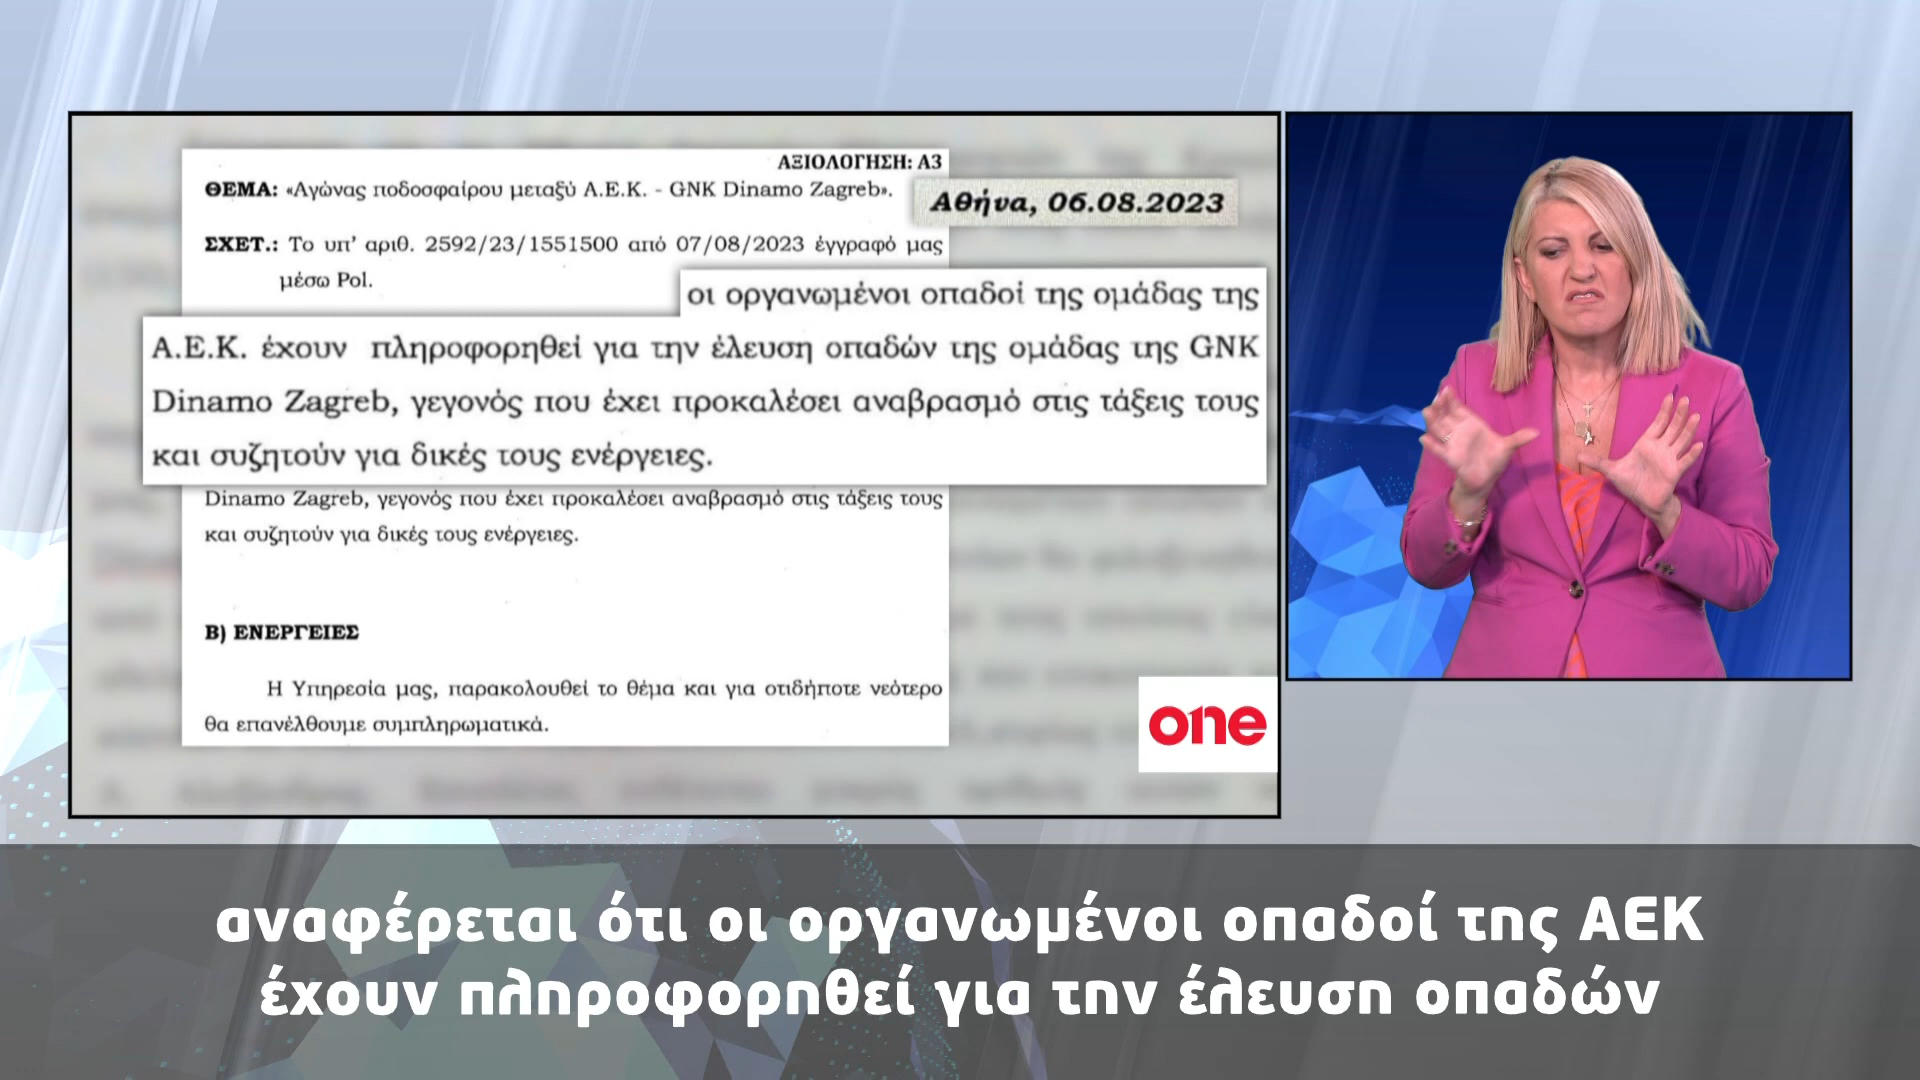 ΑΞΙΟΛΟΓΗΣΗ: Α3
ΘΕΜΑ: «Αγώνας ποδοσφαίρου μεταξύ Α.Ε.Κ. - GNK Dinamo Zagreb».
Αθήνα, 06.08.2023
ΣΧΕΤ.: Το υπ' αριθ. 2592/23/1551500 από 07/08/2023 έγγραφό μας
μέσω Pol.
οι οργανωμένοι οπαδοί της ομάδας της
Α.Ε.Κ. έχουν πληροφορηθεί για την έλευση οπαδών της ομάδας της GNK
Dinamo Zagreb, γεγονός που έχει προκαλέσει αναβρασμό στις τάξεις τους
και συζητούν για δικές τους ενέργειες.
Dinamo Zagreb, γεγονός που έχει προκαλέσει αναβρασμό στις τάξεις τους
και συζητούν για δικές τους ενέργειες.
Β) ΕΝΕΡΓΕΙΕΣ
Η Υπηρεσία μας, παρακολουθεί το θέμα και για οτιδήποτε νεότερο
θα επανέλθουμε συμπληρωματικά.
one
αναφέρεται ότι οι οργανωμένοι οπαδοί της ΑΕΚ
έχουν πληροφορηθεί για την έλευση οπαδών